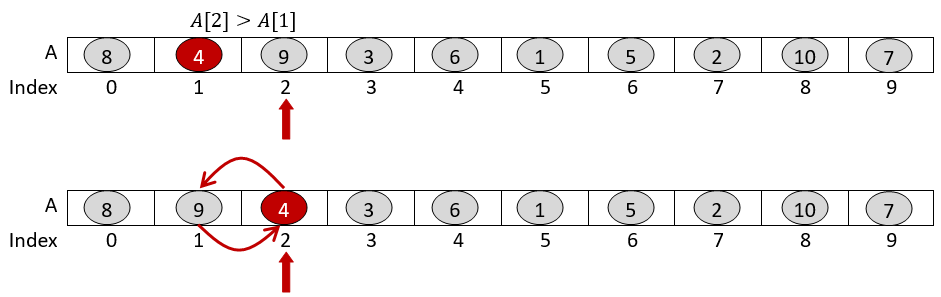 A[2] > A[1]
A 8 4 9 3 6 1 5 2 10 7
Index 0 1 2 3 4 5 6 7 8 9
A 8 9 4 3 6 1 5 2 10 7
Index 0 1 2 3 4 5 6 7 8 9